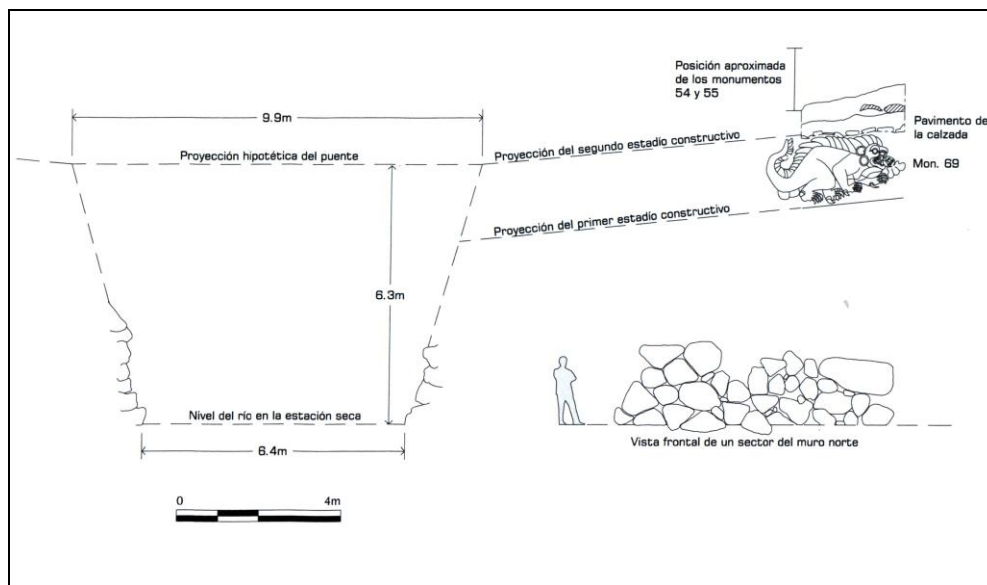 Posición aproximada
de los monumentos
54 y 55
9.9m
Pavimento de
la calzada
Proyección hipotética del puente
Proyección del segundo estadio constructivo
Mon. 69
Proyección del primer estadío constructivo
6.3m
Nivel del río en la estación seca
Vista frontal de un sector del muro norte
6.4m
0
4m